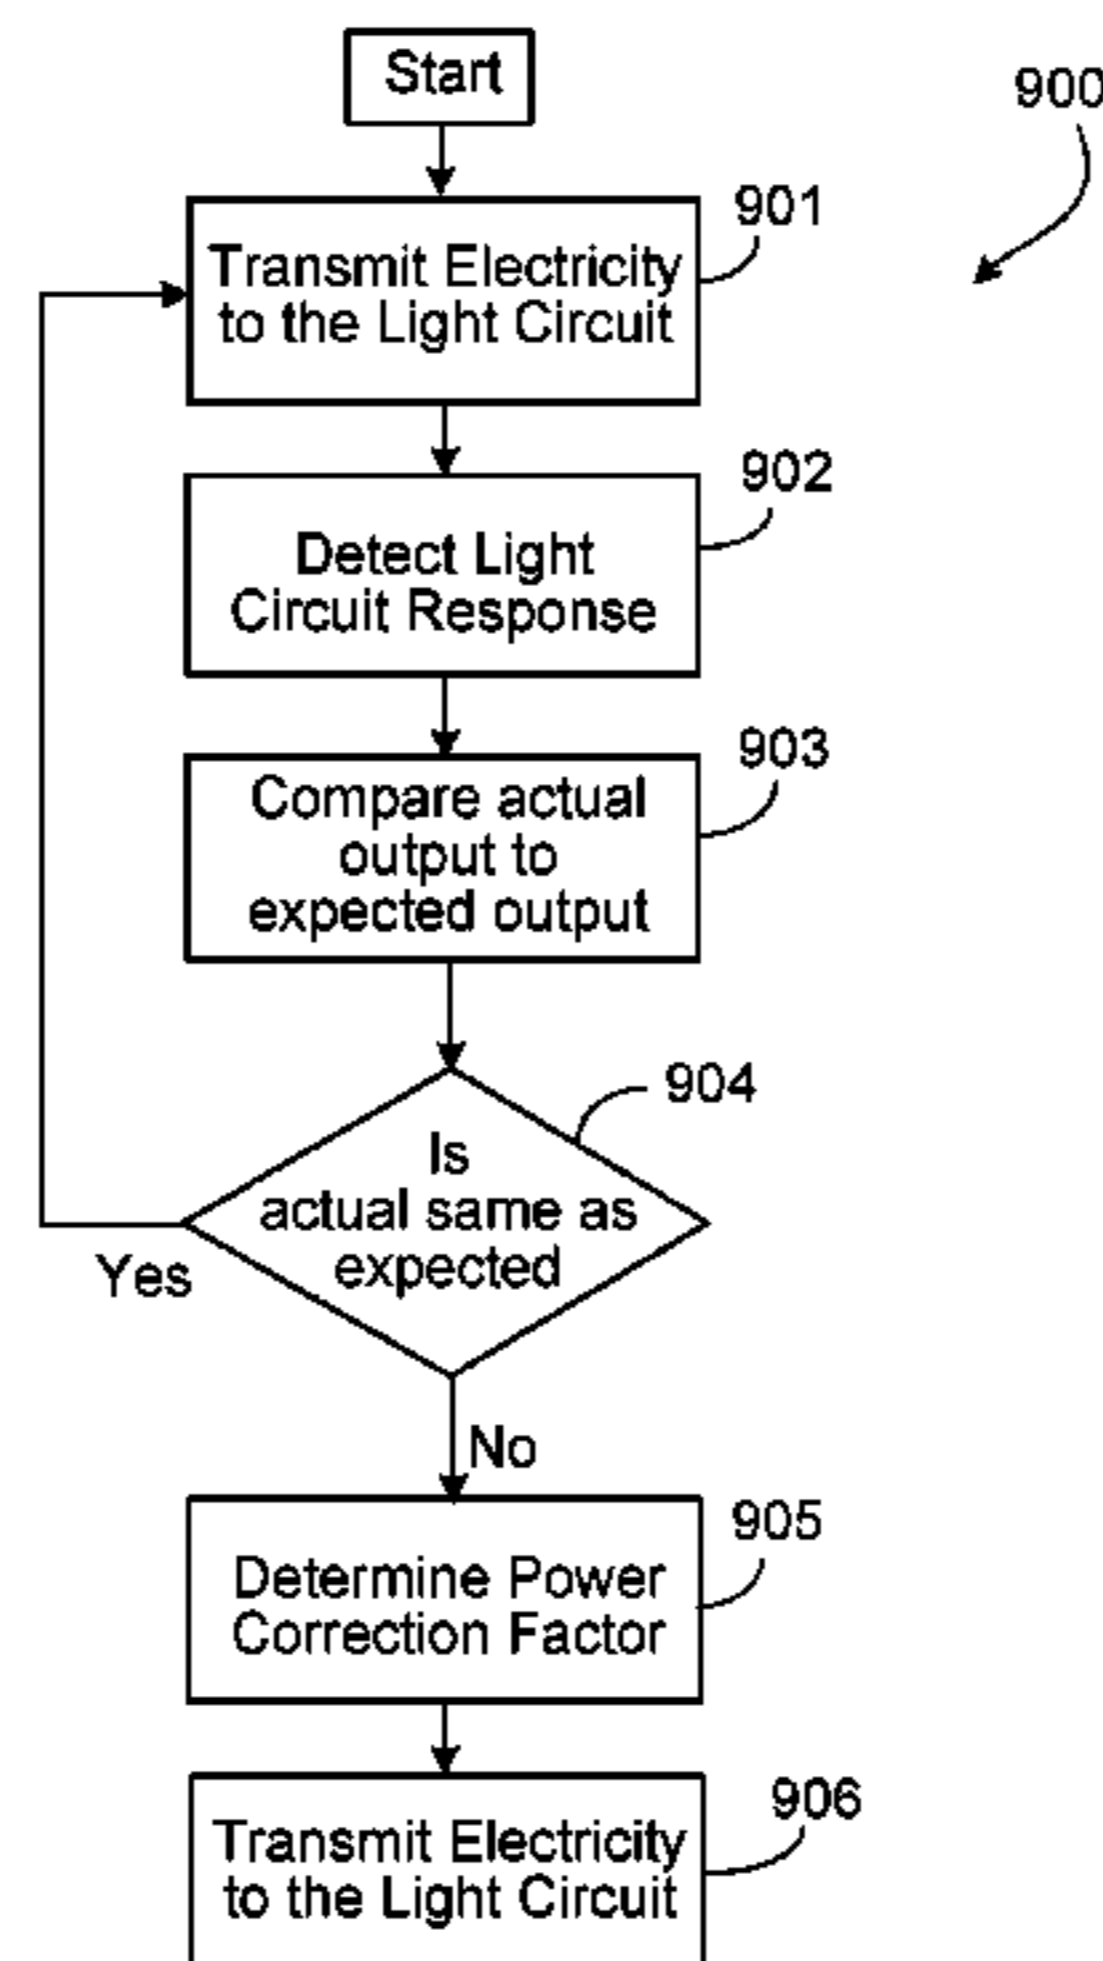 Start
900
901
Transmit Electricity
to the Light Circuit
902
Detect Light
Circuit Response
903
Compare actual
output to
expected output
904
Is
actual same as
expected
Yes
No
905
Determine Power
Correction Factor
906
Transmit Electricity
to the Light Circuit